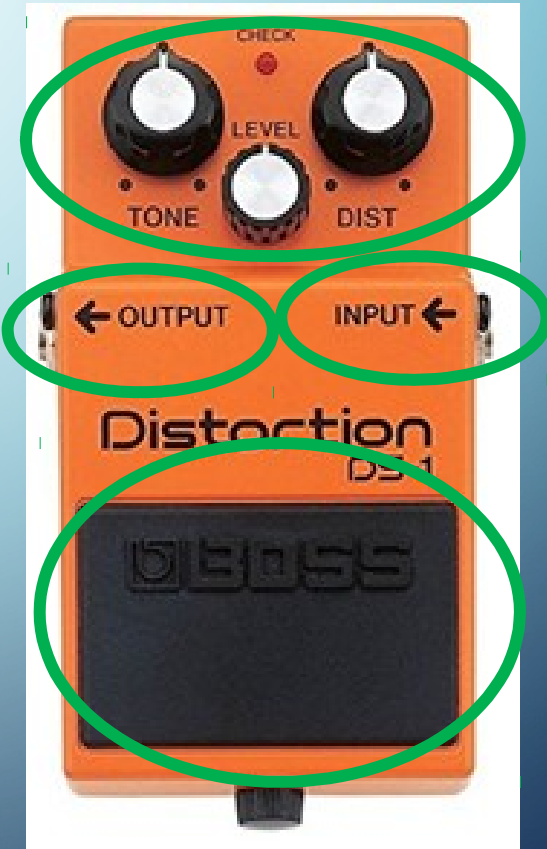 CHECK
LEVEL
TONE
DIST
OUTPUT
INPUT
Distortion
DS-1
BOSS